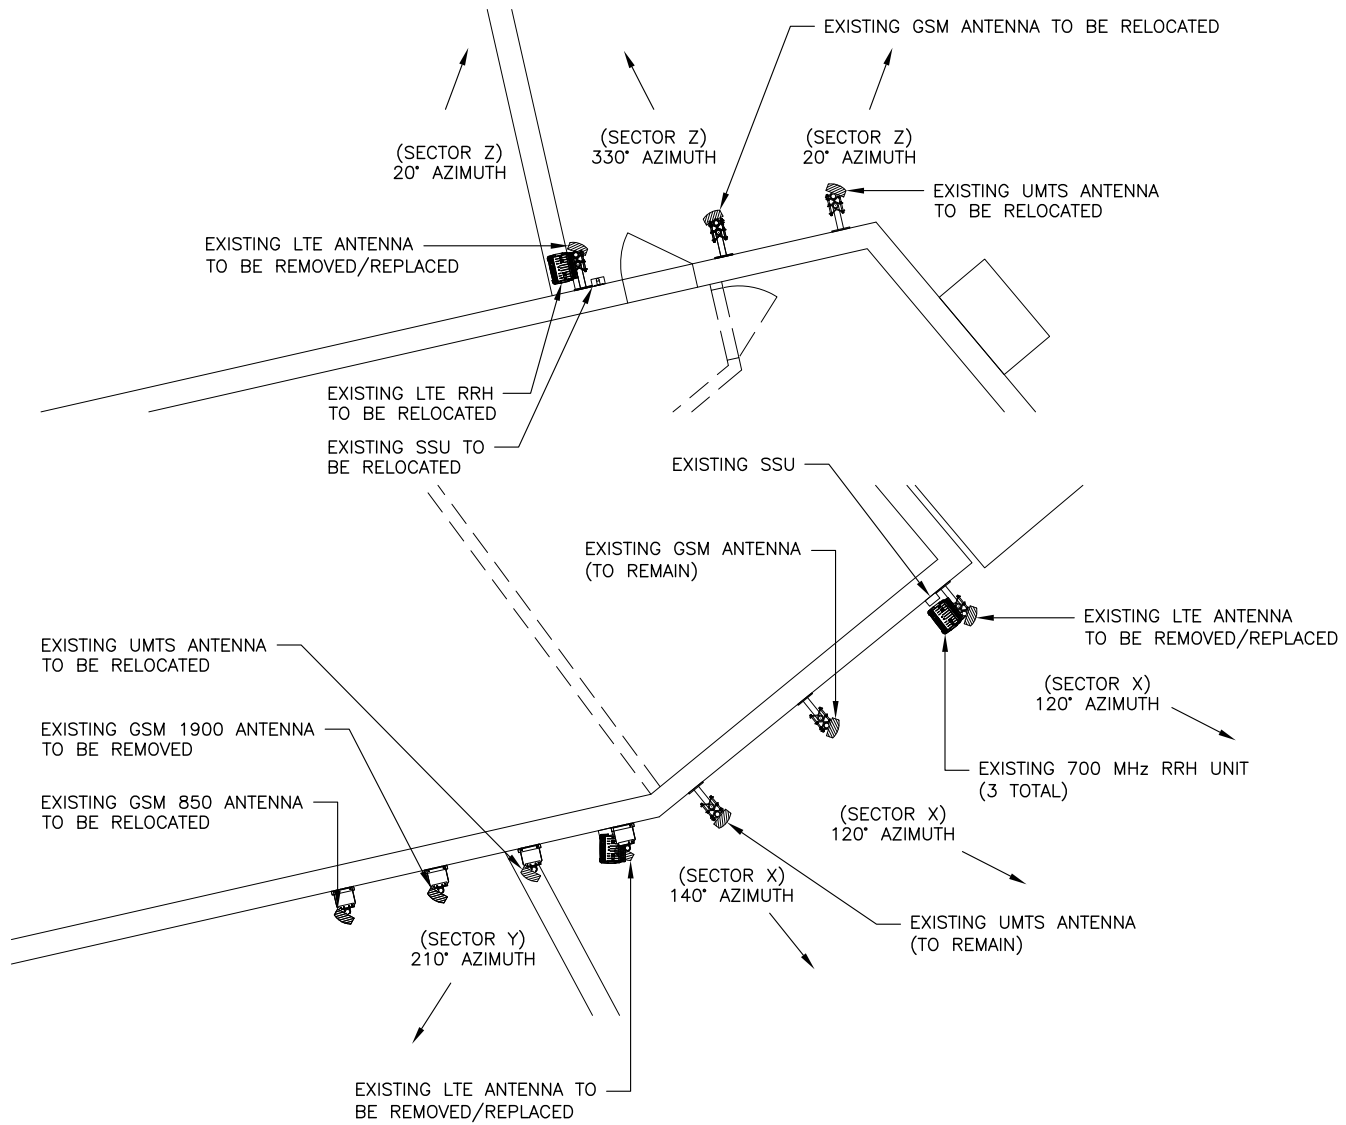 EXISTING GSM ANTENNA TO BE RELOCATED
(SECTOR Z)
20° AZIMUTH
(SECTOR Z)
330° AZIMUTH
(SECTOR Z)
20° AZIMUTH
EXISTING UMTS ANTENNA
TO BE RELOCATED
EXISTING LTE ANTENNA
TO BE REMOVED/REPLACED
EXISTING LTE RRH
TO BE RELOCATED
EXISTING SSU TO
BE RELOCATED
EXISTING SSU
EXISTING GSM ANTENNA
(TO REMAIN)
EXISTING LTE ANTENNA
TO BE REMOVED/REPLACED
EXISTING UMTS ANTENNA
TO BE RELOCATED
(SECTOR X)
120° AZIMUTH
EXISTING GSM 1900 ANTENNA
TO BE REMOVED
EXISTING 700 MHz RRH UNIT
(3 TOTAL)
EXISTING GSM 850 ANTENNA
TO BE RELOCATED
(SECTOR X)
120° AZIMUTH
(SECTOR X)
140° AZIMUTH
EXISTING UMTS ANTENNA
(TO REMAIN)
(SECTOR Y)
210° AZIMUTH
EXISTING LTE ANTENNA TO
BE REMOVED/REPLACED